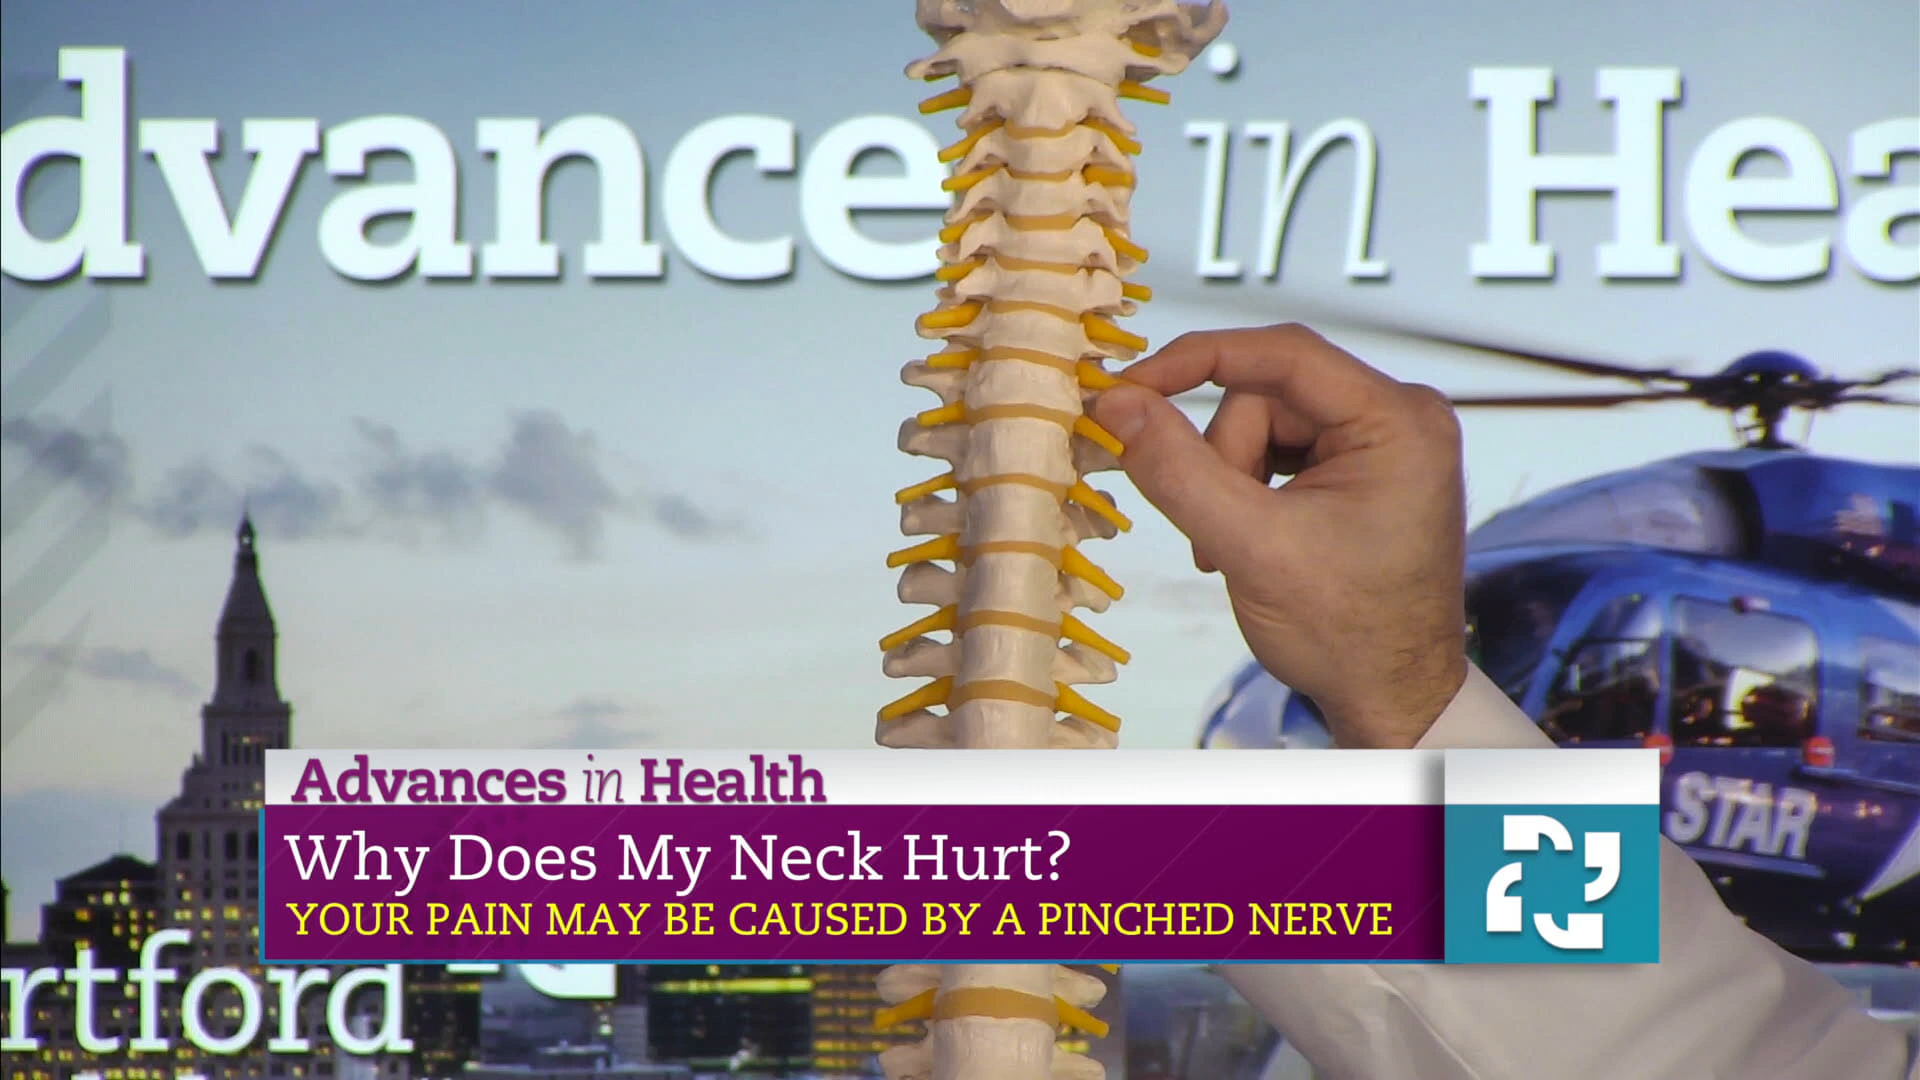 dvance in Hea
Advances in Health
Why Does My Neck Hurt?
YOUR PAIN MAY BE CAUSED BY A PINCHED NERVE
STAR
rtford